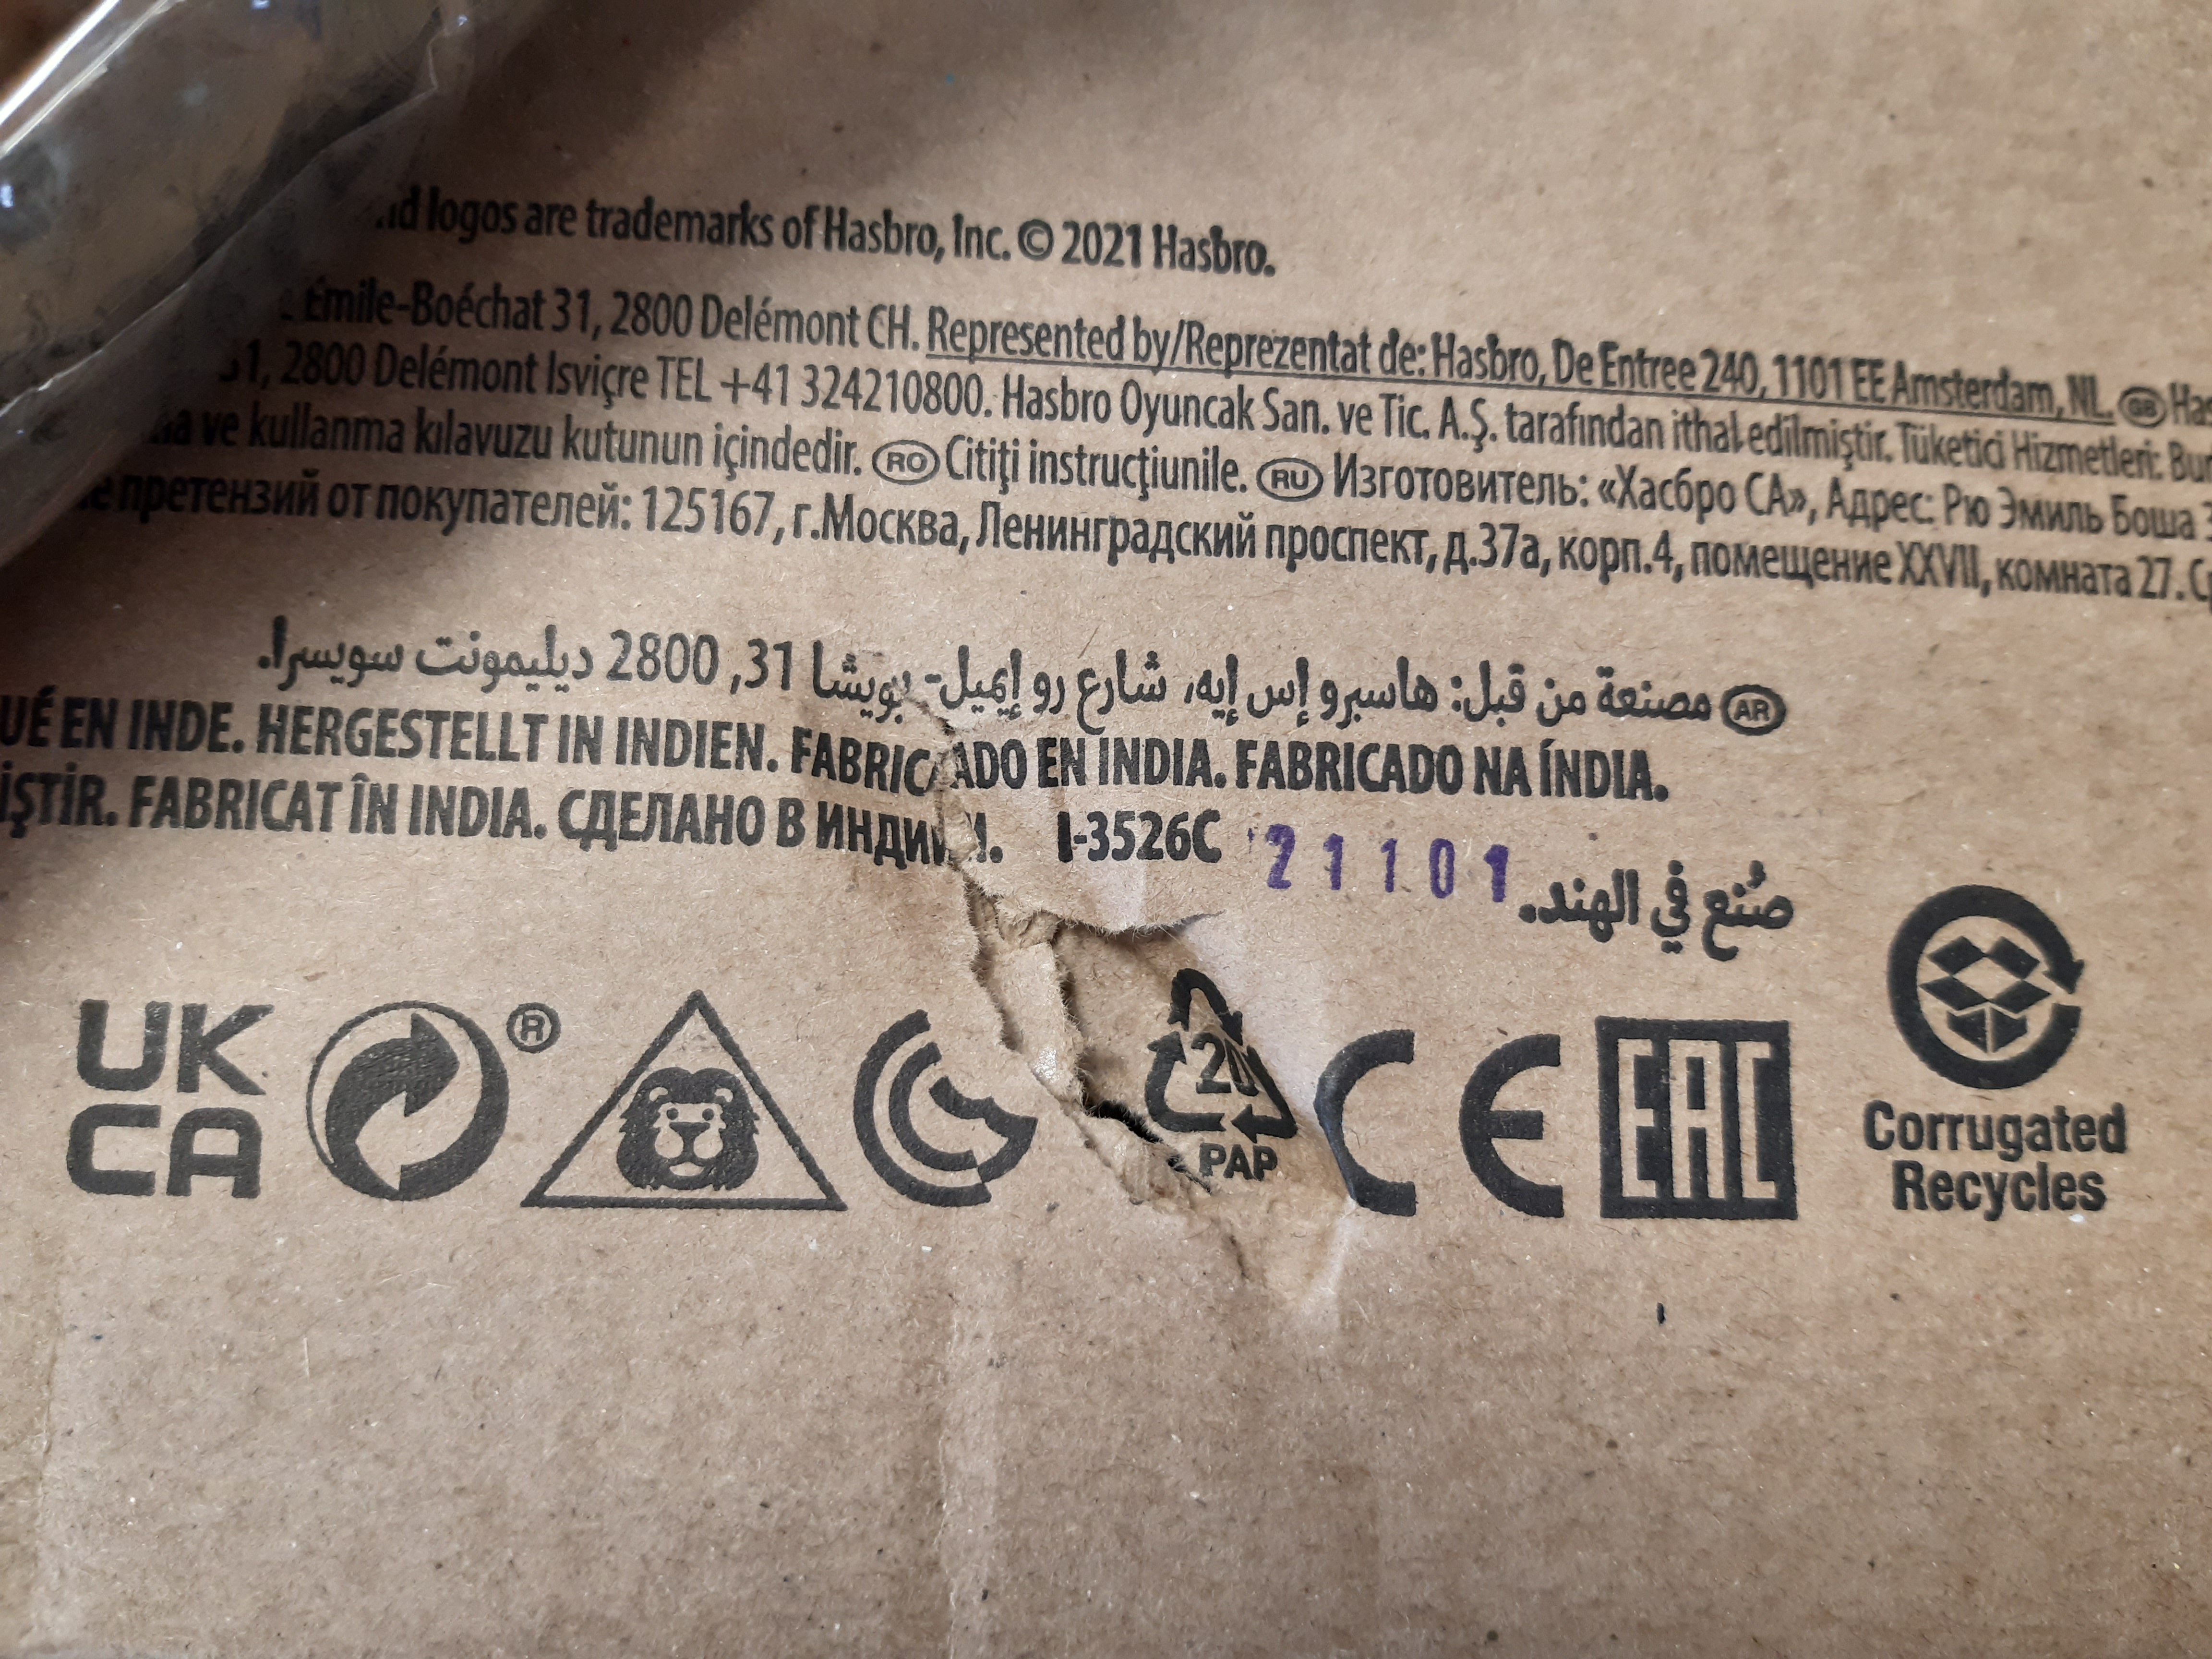 logos are trademarks of Hasbro, Inc. © 2021 Hasbro.
Émile-Boéchat 31, 2800 Delémont CH. Represented by/Reprezentat de: Hasbro, De Entree 240, 1101 EE Amsterdam, NL. GB
31, 2800 Delémont Isviçre TEL +41 324210800. Hasbro Oyuncak San. ve Tic. A.Ş. tarafından ithal edilmiştir. Tüketici Hizmetleri:
ve kullanma kılavuzu kutunun içindedir. RO Citiţi instrucţiunile. RU Изготовитель: «Хасбро СА», Адрес: Рю Эмиль Боша
претензий от покупателей: 125167, г.Москва, Ленинградский проспект, д.37а, корп.4, помещение XXVII, комната 27.
AR مصنعة من قبل: هاسبرو إس إيه, شارع رو إيميل- بويشا 31, 2800 ديليمونت سويسرا.
EN INDE. HERGESTELLT IN INDIEN. FABRICADO EN INDIA. FABRICADO NA ÍNDIA.
FABRICAT ÎN INDIA. СДЕЛАНО В ИНДИИ. I-3526C 21101
صُنع في الهند.
UK
CA
®
20
PAP
CE
EAC
Corrugated
Recycles